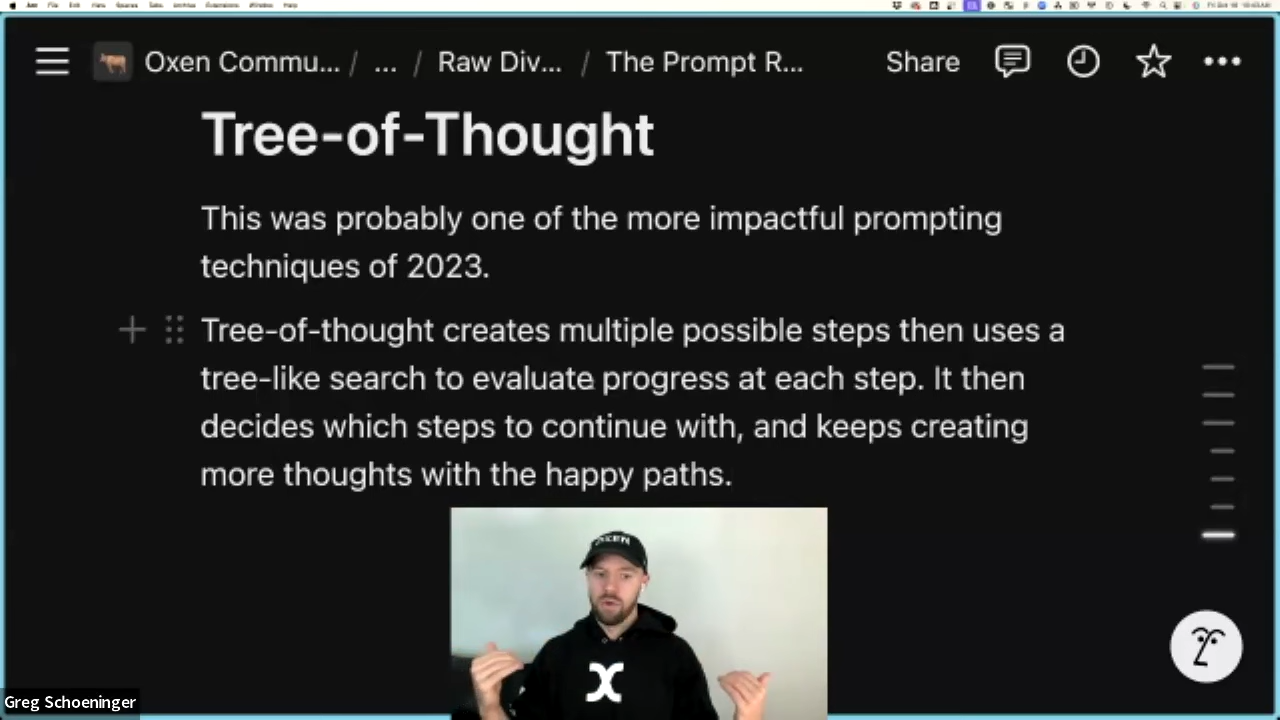 Oxen Commu... / ... / Raw Div... / The Prompt R... Share
Tree-of-Thought
This was probably one of the more impactful prompting
techniques of 2023.
Tree-of-thought creates multiple possible steps then uses a
tree-like search to evaluate progress at each step. It then
decides which steps to continue with, and keeps creating
more thoughts with the happy paths.
Greg Schoeninger